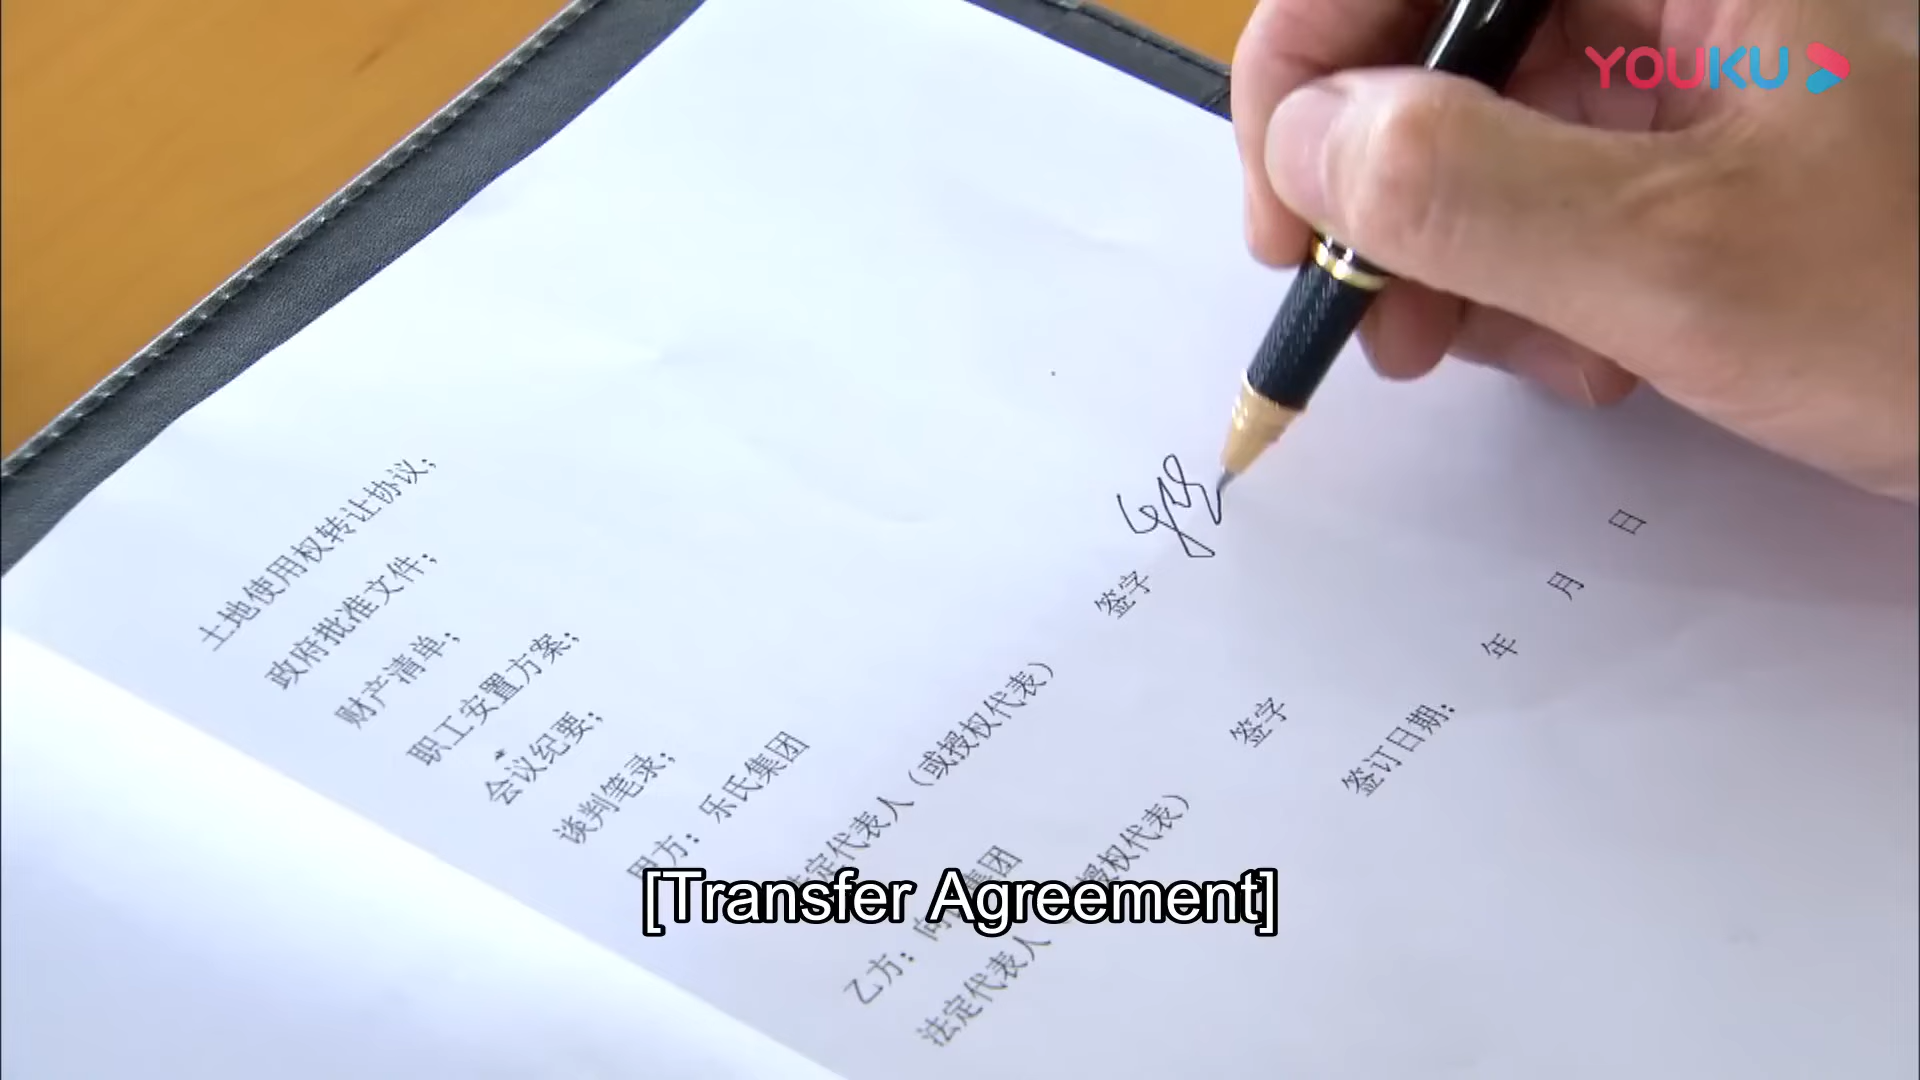 YOUKU
土地使用权转让协议；
政府批准文件；
财产清单；
职工安置方案；
会议纪要；
谈判笔录；
甲方：乐氏集团
定代表人（或授权代表） 签字
乙方：向 集团
法定代表人 授权代表） 签字
签订日期： 年 月 日
[Transfer Agreement]